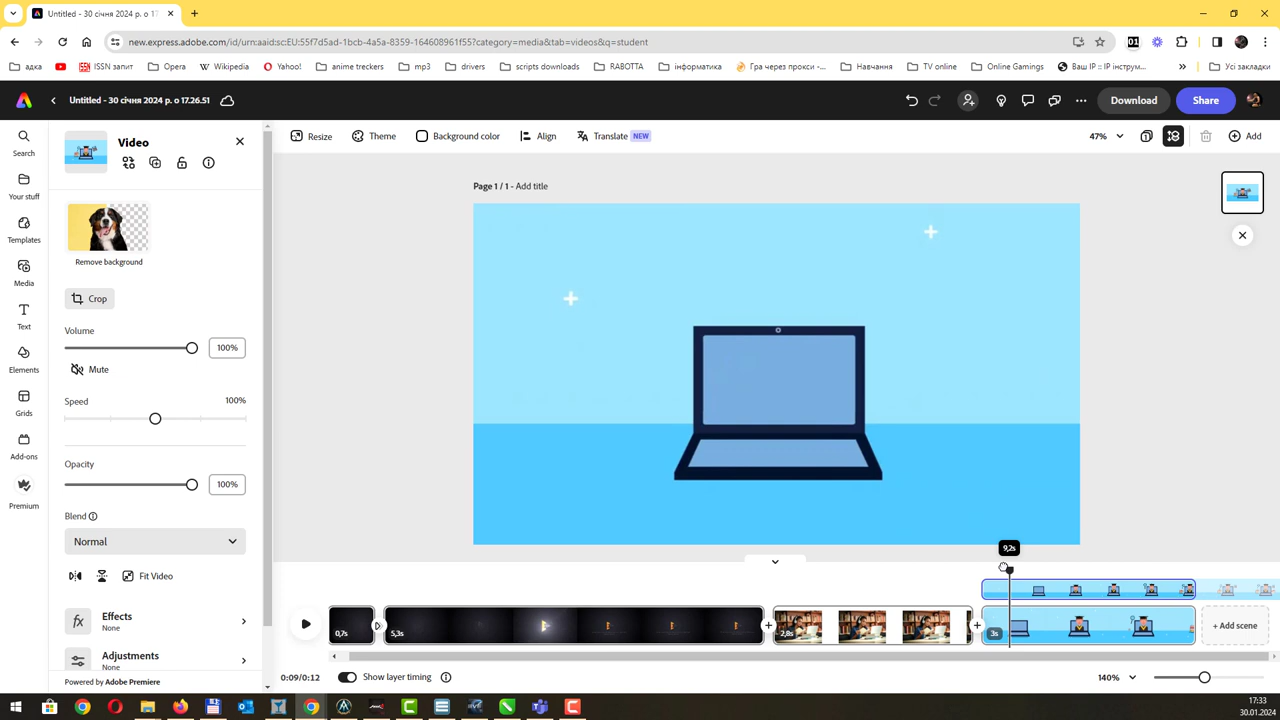 Untitled - 30 січня 2024 р. о 17
new.express.adobe.com/id/urn:aaid:sc:EU:55f7d5ad-1bcb-4a5a-8359-164608961f55?category=media&tab=videos&q=student
адка
ISSN запит
Opera
Wikipedia
Yahoo!
anime treckers
mp3
drivers
scripts downloads
RABOTTA
інформатика
Гра через прокси -...
Навчання
TV online
Online Gamings
Ваш IP :: IP інструм...
Усі закладки
Untitled - 30 січня 2024 р. о 17.26.51
Download
Share
Search
Your stuff
Templates
Media
Text
Elements
Grids
Add-ons
Premium
Video
Remove background
Crop
Volume
100%
Mute
Speed
100%
Opacity
100%
Blend
Normal
Fit Video
Effects
None
Adjustments
None
Powered by Adobe Premiere
Resize
Theme
Background color
Align
Translate NEW
47%
Add
Page 1 / 1 - Add title
9,2s
0,7s
5,3s
2,8s
3s
+ Add scene
0:09/0:12
Show layer timing
140%
17:33
30.01.2024